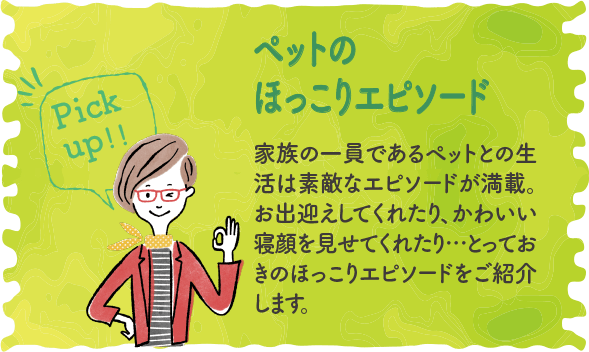 Pick
up!!
ペットの
ほっこりエピソード
家族の一員であるペットとの生
活は素敵なエピソードが満載。
お出迎えしてくれたり、かわいい
寝顔を見せてくれたり…とってお
きのほっこりエピソードをご紹介
します。